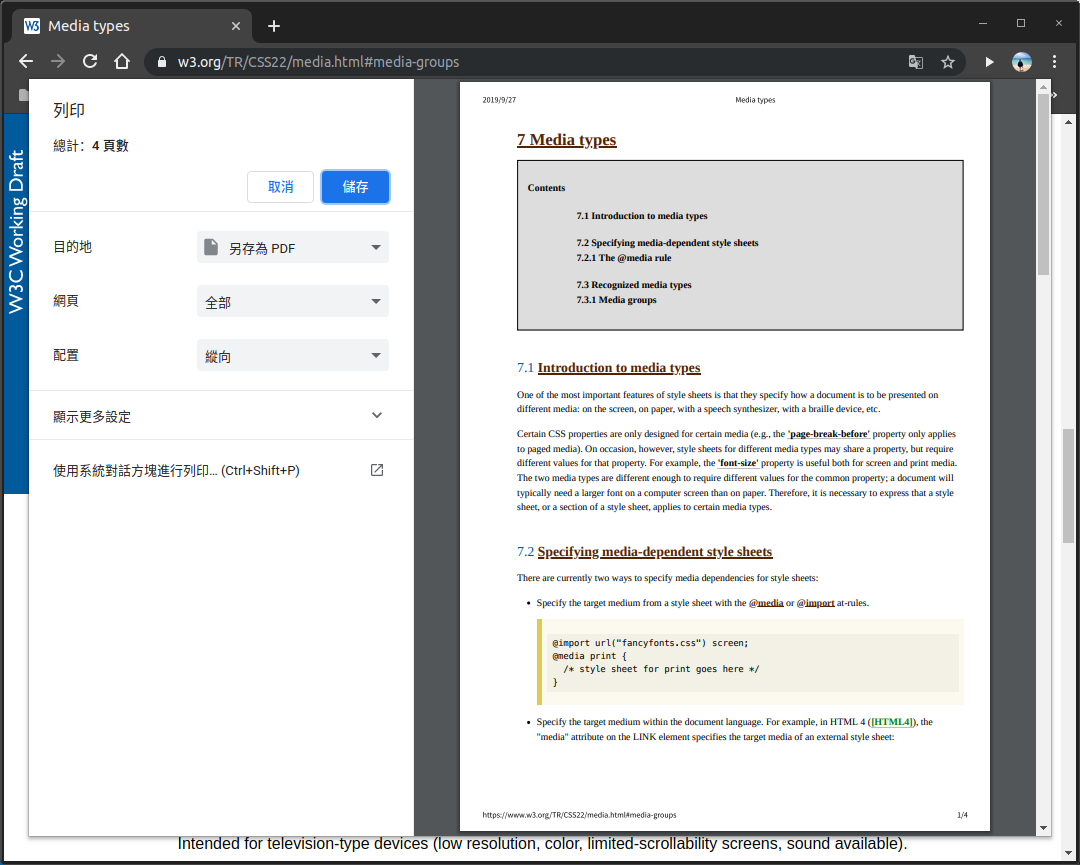 Media types
w3.org/TR/CSS22/media.html#media-groups
W3C Working Draft
列印
總計: 4 頁數
取消
儲存
目的地
另存為 PDF
網頁
全部
配置
縱向
顯示更多設定
使用系統對話方塊進行列印... (Ctrl+Shift+P)
2019/9/27
Media types
7 Media types
Contents
7.1 Introduction to media types
7.2 Specifying media-dependent style sheets
7.2.1 The @media rule
7.3 Recognized media types
7.3.1 Media groups
7.1 Introduction to media types
One of the most important features of style sheets is that they specify how a document is to be presented on
different media: on the screen, on paper, with a speech synthesizer, with a braille device, etc.
Certain CSS properties are only designed for certain media (e.g., the 'page-break-before' property only applies
to paged media). On occasion, however, style sheets for different media types may share a property, but require
different values for that property. For example, the 'font-size' property is useful both for screen and print media.
The two media types are different enough to require different values for the common property; a document will
typically need a larger font on a computer screen than on paper. Therefore, it is necessary to express that a style
sheet, or a section of a style sheet, applies to certain media types.
7.2 Specifying media-dependent style sheets
There are currently two ways to specify media dependencies for style sheets:
• Specify the target medium from a style sheet with the @media or @import at-rules.
@import url("fancyfonts.css") screen;
@media print {
/* style sheet for print goes here */
}
• Specify the target medium within the document language. For example, in HTML 4 ([HTML4]), the
"media" attribute on the LINK element specifies the target media of an external style sheet:
https://www.w3.org/TR/CSS22/media.html#media-groups
1/4
Intended for television-type devices (low resolution, color, limited-scrollability screens, sound available).